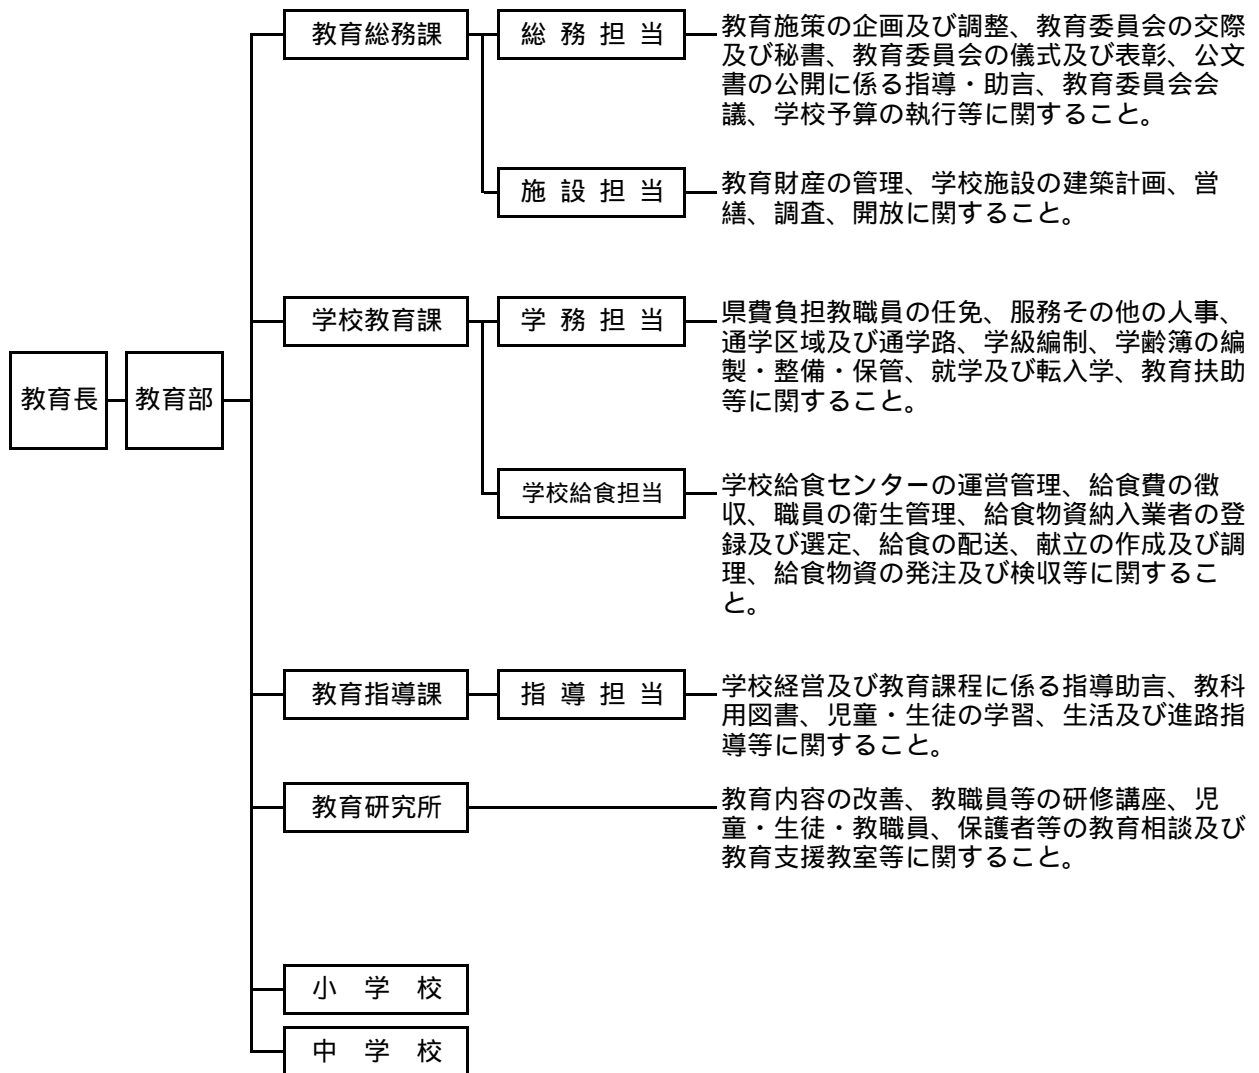 教育長
教育部
教育総務課
総務担当
教育施策の企画及び調整、教育委員会の交際
及び秘書、教育委員会の儀式及び表彰、公文
書の公開に係る指導・助言、教育委員会会
議、学校予算の執行等に関すること。
施設担当
教育財産の管理、学校施設の建築計画、営
繕、調査、開放に関すること。
学校教育課
学務担当
県費負担教職員の任免、服務その他の人事、
通学区域及び通学路、学級編制、学齢簿の編
製・整備・保管、就学及び転入学、教育扶助
等に関すること。
学校給食担当
学校給食センターの運営管理、給食費の徴
収、職員の衛生管理、給食物資納入業者の登
録及び選定、給食の配送、献立の作成及び調
理、給食物資の発注及び検収等に関するこ
と。
教育指導課
指導担当
学校経営及び教育課程に係る指導助言、教科
用図書、児童・生徒の学習、生活及び進路指
導等に関すること。
教育研究所
教育内容の改善、教職員等の研修講座、児
童・生徒・教職員、保護者等の教育相談及び
教育支援教室等に関すること。
小学校
中学校